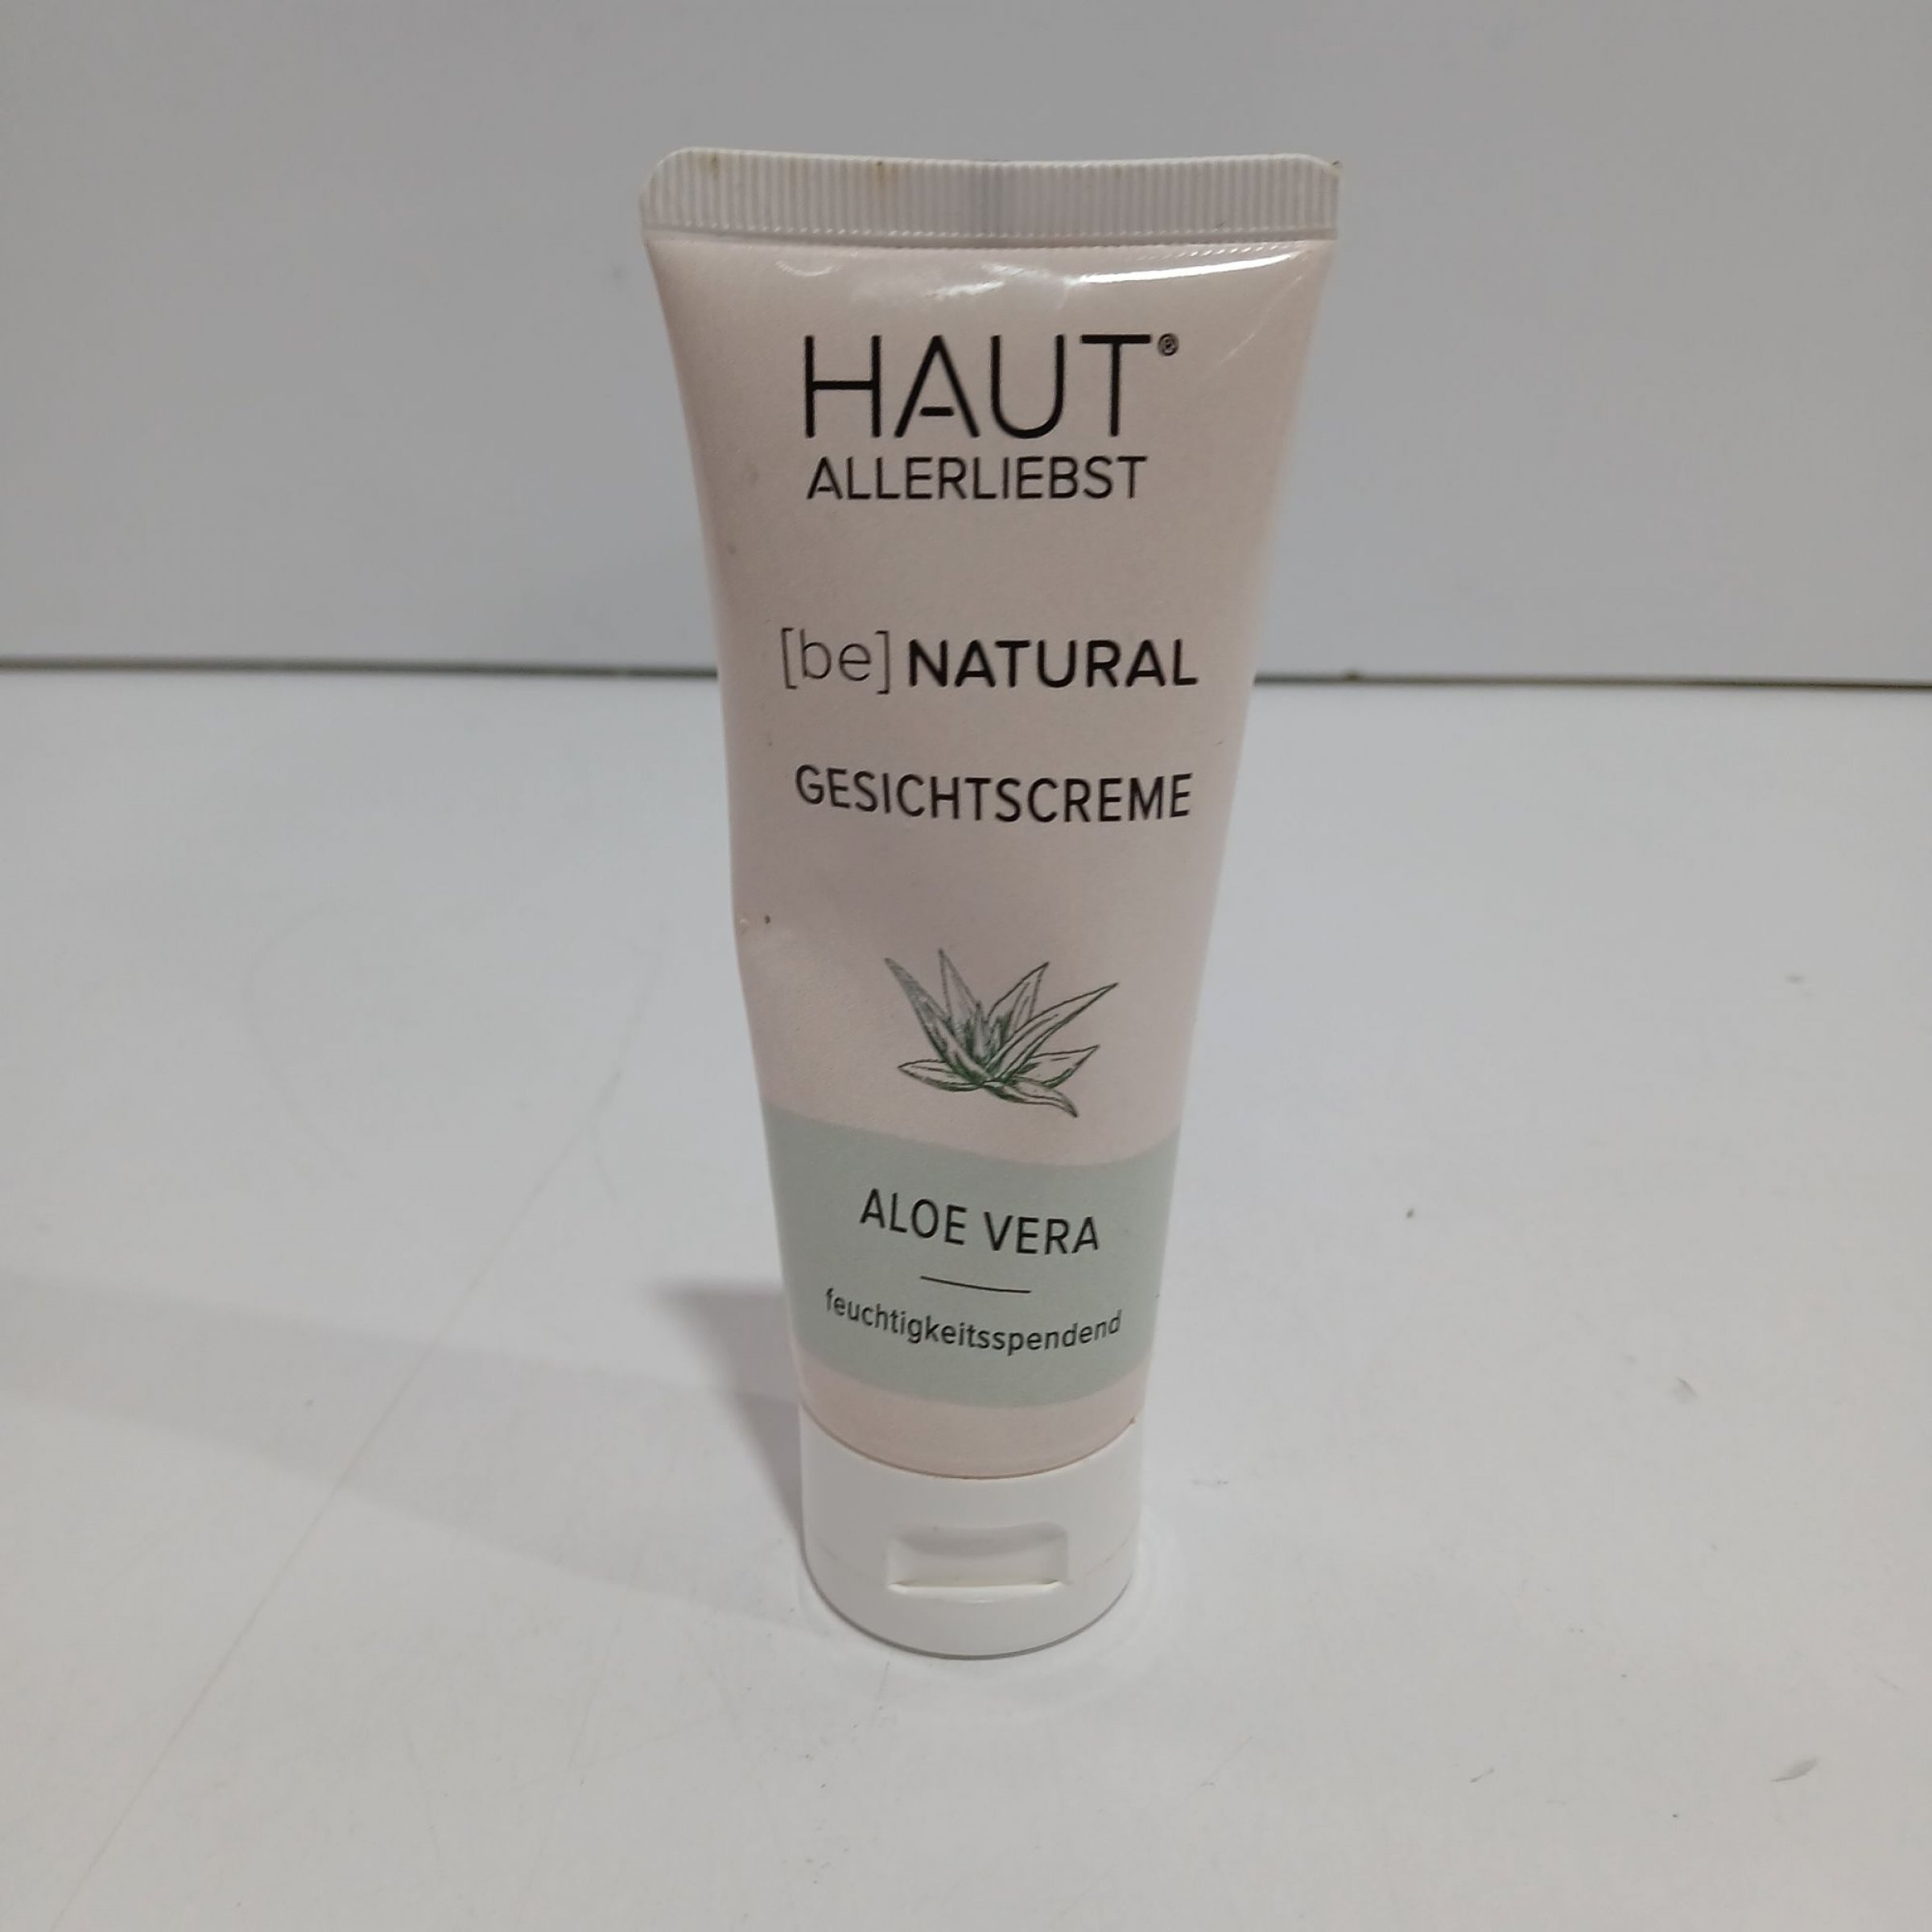 HAUT®
ALLERLIEBST
[be] NATURAL
GESICHTSCREME
ALOE VERA
feuchtigkeitsspendend